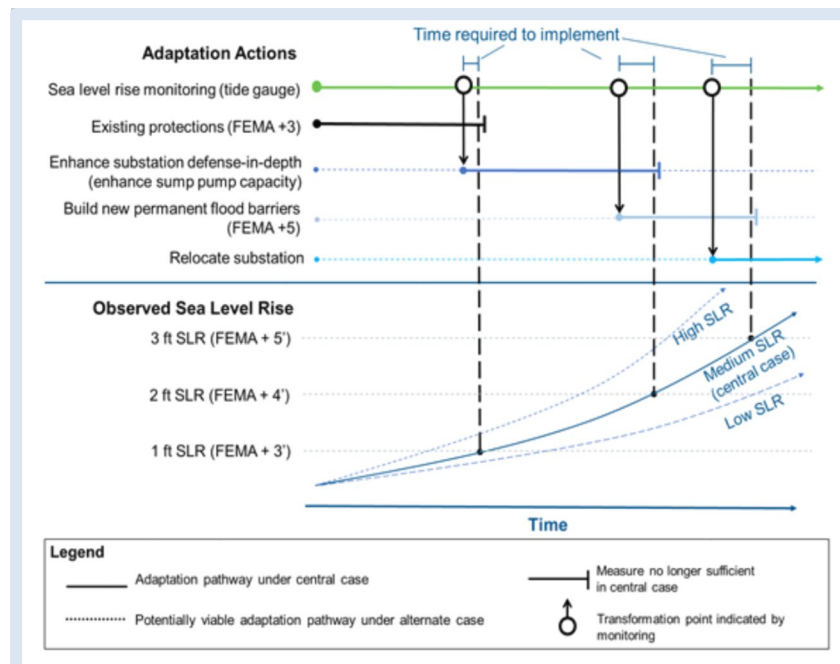 Time required to implement
Adaptation Actions
Sea level rise monitoring (tide gauge)
Existing protections (FEMA +3)
Enhance substation defense-in-depth
(enhance sump pump capacity)
Build new permanent flood barriers
(FEMA +5)
Relocate substation
Observed Sea Level Rise
3 ft SLR (FEMA + 5')
2 ft SLR (FEMA + 4')
1 ft SLR (FEMA + 3')
High SLR
Medium SLR
(central case)
Low SLR
Time
Legend
Adaptation pathway under central case
Potentially viable adaptation pathway under alternate case
Measure no longer sufficient
in central case
Transformation point indicated by
monitoring